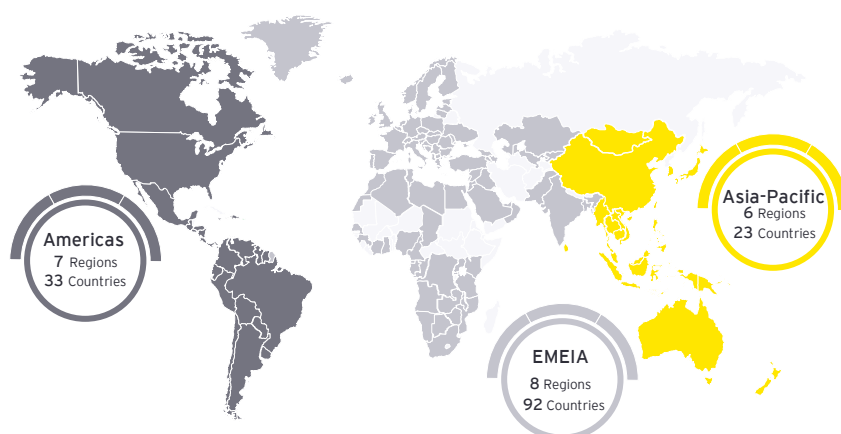 Americas
7 Regions
33 Countries
EMEIA
8 Regions
92 Countries
Asia-Pacific
6 Regions
23 Countries